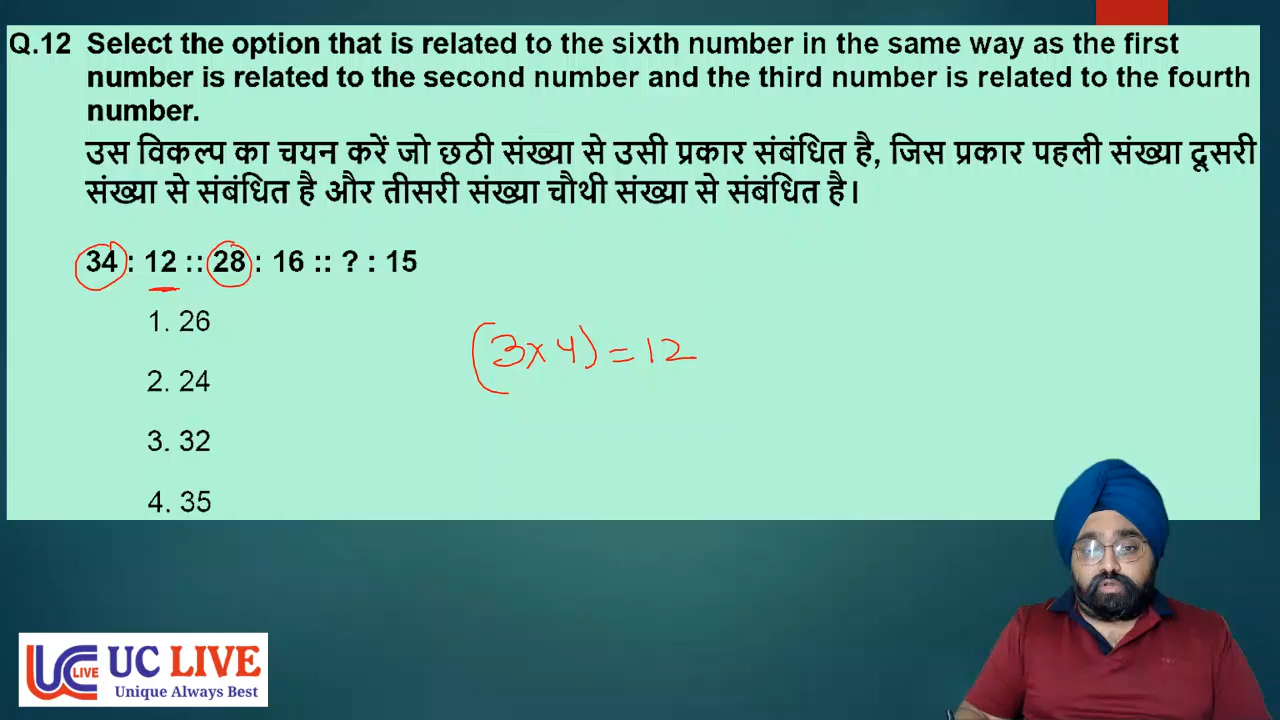 Q.12 Select the option that is related to the sixth number in the same way as the first
number is related to the second number and the third number is related to the fourth
number.
उस विकल्प का चयन करें जो छठी संख्या से उसी प्रकार संबंधित है, जिस प्रकार पहली संख्या दूसरी
संख्या से संबंधित है और तीसरी संख्या चौथी संख्या से संबंधित है।
34 : 12 :: 28 : 16 :: ? : 15
1. 26
(3x4) = 12
2. 24
3. 32
4. 35
UC LIVE UC LIVE
Unique Always Best